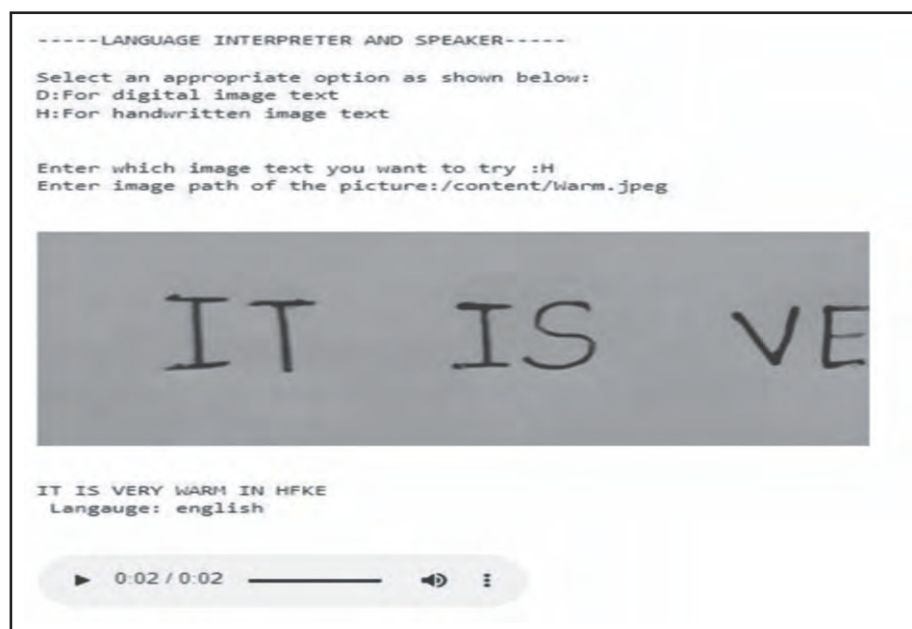 -----LANGUAGE INTERPRETER AND SPEAKER-----
Select an appropriate option as shown below:
D:For digital image text
H:For handwritten image text
Enter which image text you want to try :H
Enter image path of the picture:/content/Warm.jpeg
IT IS VE
IT IS VERY WARM IN HFKE
Langauge: english
0:02 / 0:02